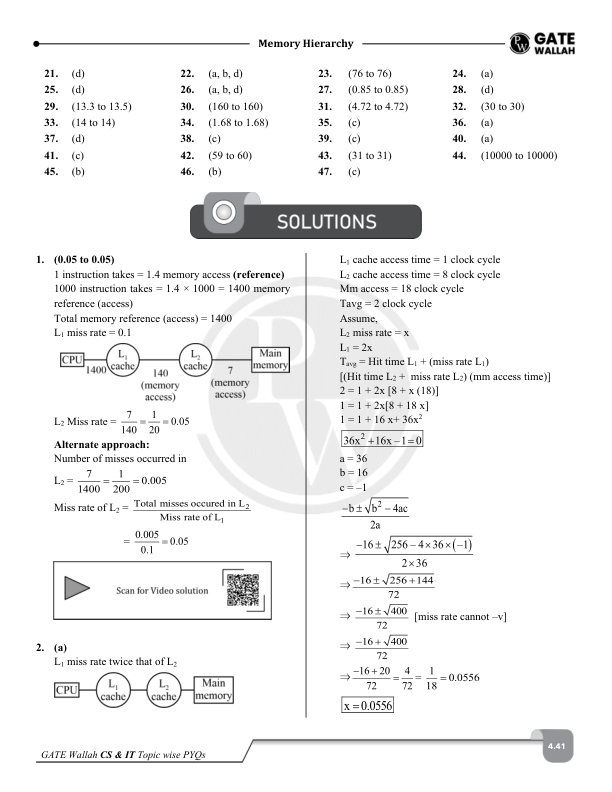 Memory Hierarchy
GATE
WALLAH
21. (d) 22. (a, b, d) 23. (76 to 76) 24. (a)
25. (d) 26. (a, b, d) 27. (0.85 to 0.85) 28. (d)
29. (13.3 to 13.5) 30. (160 to 160) 31. (4.72 to 4.72) 32. (30 to 30)
33. (14 to 14) 34. (1.68 to 1.68) 35. (c) 36. (a)
37. (d) 38. (c) 39. (c) 40. (a)
41. (c) 42. (59 to 60) 43. (31 to 31) 44. (10000 to 10000)
45. (b) 46. (b) 47. (c)
SOLUTIONS
1. (0.05 to 0.05)
1 instruction takes = 1.4 memory access (reference)
1000 instruction takes = 1.4 × 1000 = 1400 memory
reference (access)
Total memory reference (access) = 1400
L₁ miss rate = 0.1
CPU 1400 L₁ cache 140 (memory access) L₂ cache 7 (memory access) Main memory
L₂ Miss rate = 7/140 = 1/20 = 0.05
Alternate approach:
Number of misses occurred in
L₂ = 7/1400 = 1/200 = 0.005
Miss rate of L₂ = Total misses occured in L₂ / Miss rate of L₁
= 0.005/0.1 = 0.05
Scan for Video solution
2. (a)
L₁ miss rate twice that of L₂
CPU L₁ cache L₂ cache Main memory
L₁ cache access time = 1 clock cycle
L₂ cache access time = 8 clock cycle
Mm access = 18 clock cycle
Tavg = 2 clock cycle
Assume,
L₂ miss rate = x
L₁ = 2x
Tavg = Hit time L₁ + (miss rate L₁)
[(Hit time L₂ + miss rate L₂) (mm access time)]
2 = 1 + 2x [8 + x (18)]
1 = 1 + 2x[8 + 18 x]
1 = 1 + 16 x+ 36x²
36x² +16x −1 = 0
a = 36
b = 16
c = –1
−b ± √(b² − 4ac) / 2a
⇒ −16 ± √(256 − 4×36×(−1)) / 2×36
⇒ −16 ± √(256 +144) / 72
⇒ −16 ± √400 / 72 [miss rate cannot –v]
⇒ −16 + √400 / 72
⇒ −16 + 20 / 72 = 4/72 = 1/18 = 0.0556
x = 0.0556
GATE Wallah CS & IT Topic wise PYQs
4.41